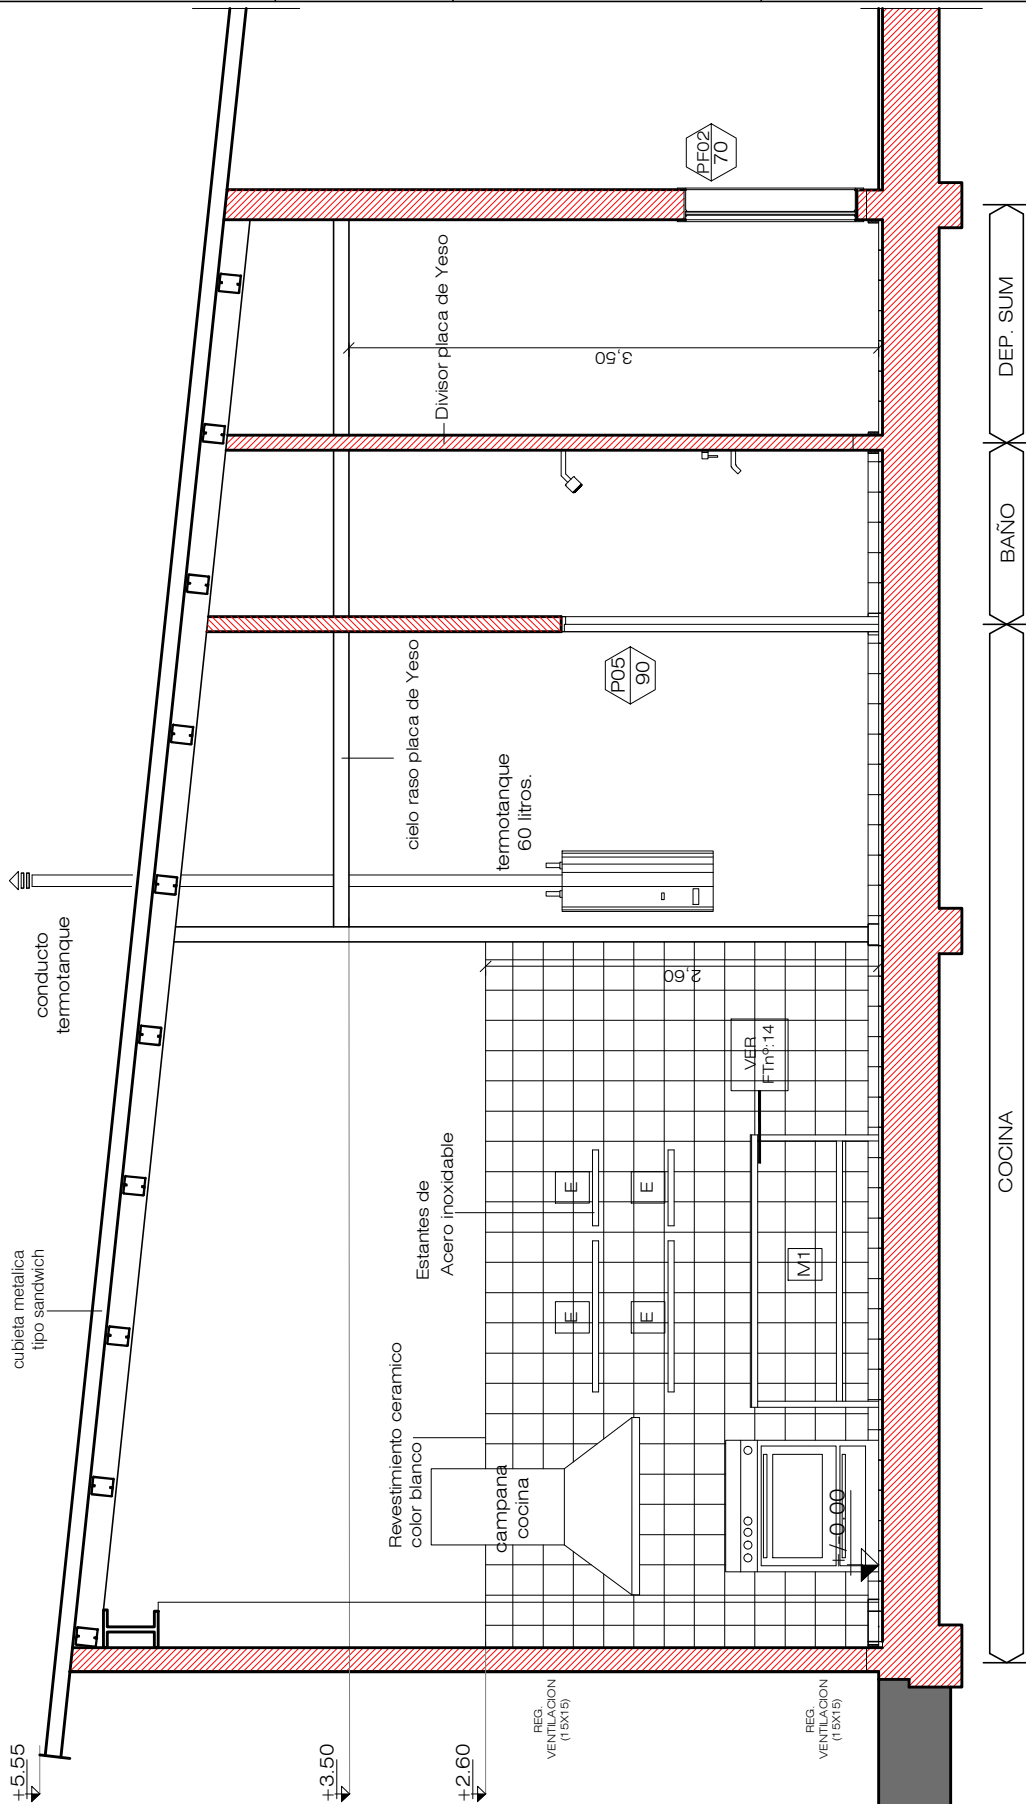 +5.55
+3.50
+2.60
cubieta metalica
tipo sandwich
conducto
termotanque
REG.
VENTILACION
(15X15)
REG.
VENTILACION
(15X15)
Revestimiento ceramico
color blanco
campana
cocina
+/-0.00
Estantes de
Acero inoxidable
E
E
E
E
M1
VER
FTnº:14
2,60
termotanque
60 litros.
cielo raso placa de Yeso
P05
90
Divisor placa de Yeso
3,50
PF02
70
COCINA
BAÑO
DEP. SUM